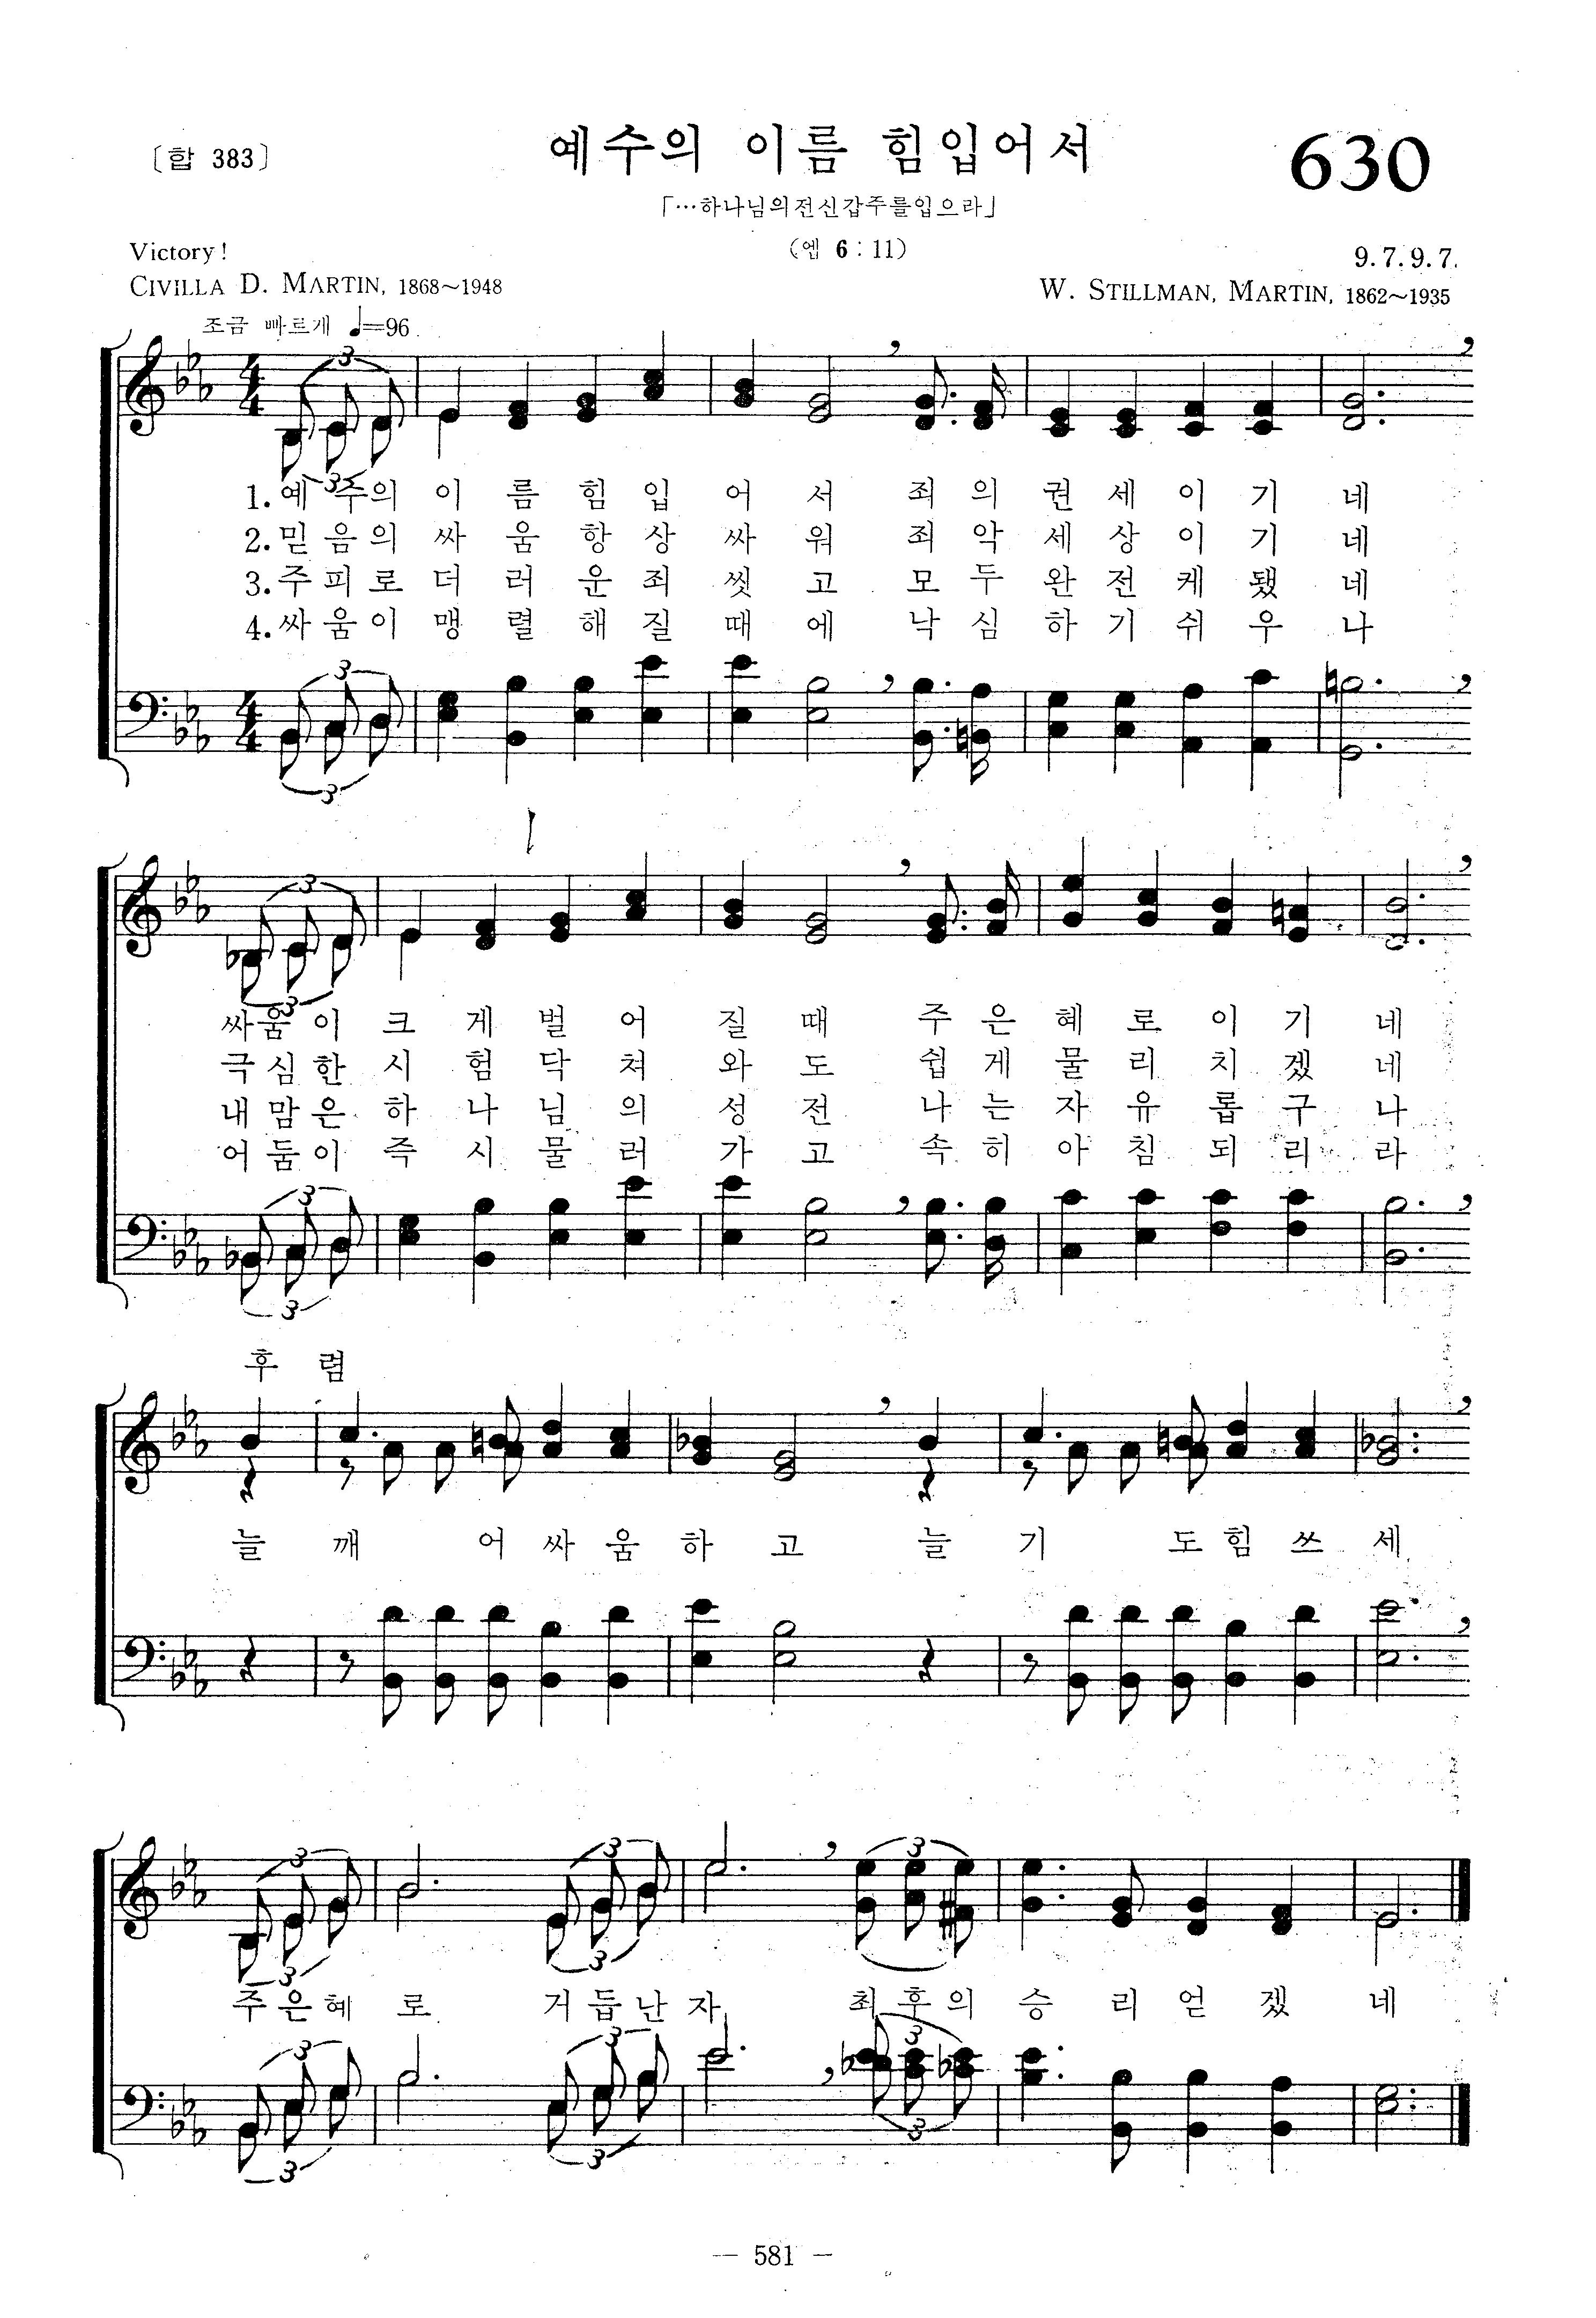 〔합 383〕
예수의 이름 힘입어서
630
「…하나님의전신갑주를입으라」
(엡 6 : 11)
Victory!
9.7.9.7.
CIVILLA D. MARTIN, 1868~1948
W. STILLMAN, MARTIN, 1862~1935
조금 빠르게 ♩=96
1.예수의 이름힘입어서 죄의권세이기네
2.믿음의 싸움항상싸워 죄악세상이기네
3.주피로 더러운죄씻고 모두완전케됐네
4.싸움이 맹렬해질때에 낙심하기쉬우나
싸움이 크게벌어질때 주은혜로이기네
극심한 시험닥쳐와도 쉽게물리치겠네
내맘은 하나님의성전 나는자유롭구나
어둠이 즉시물러가고 속히아침되리라
후 렴
늘깨어싸움하고 늘기도힘쓰세
주은혜로 거듭난자 최후의승리얻겠네
— 581 —